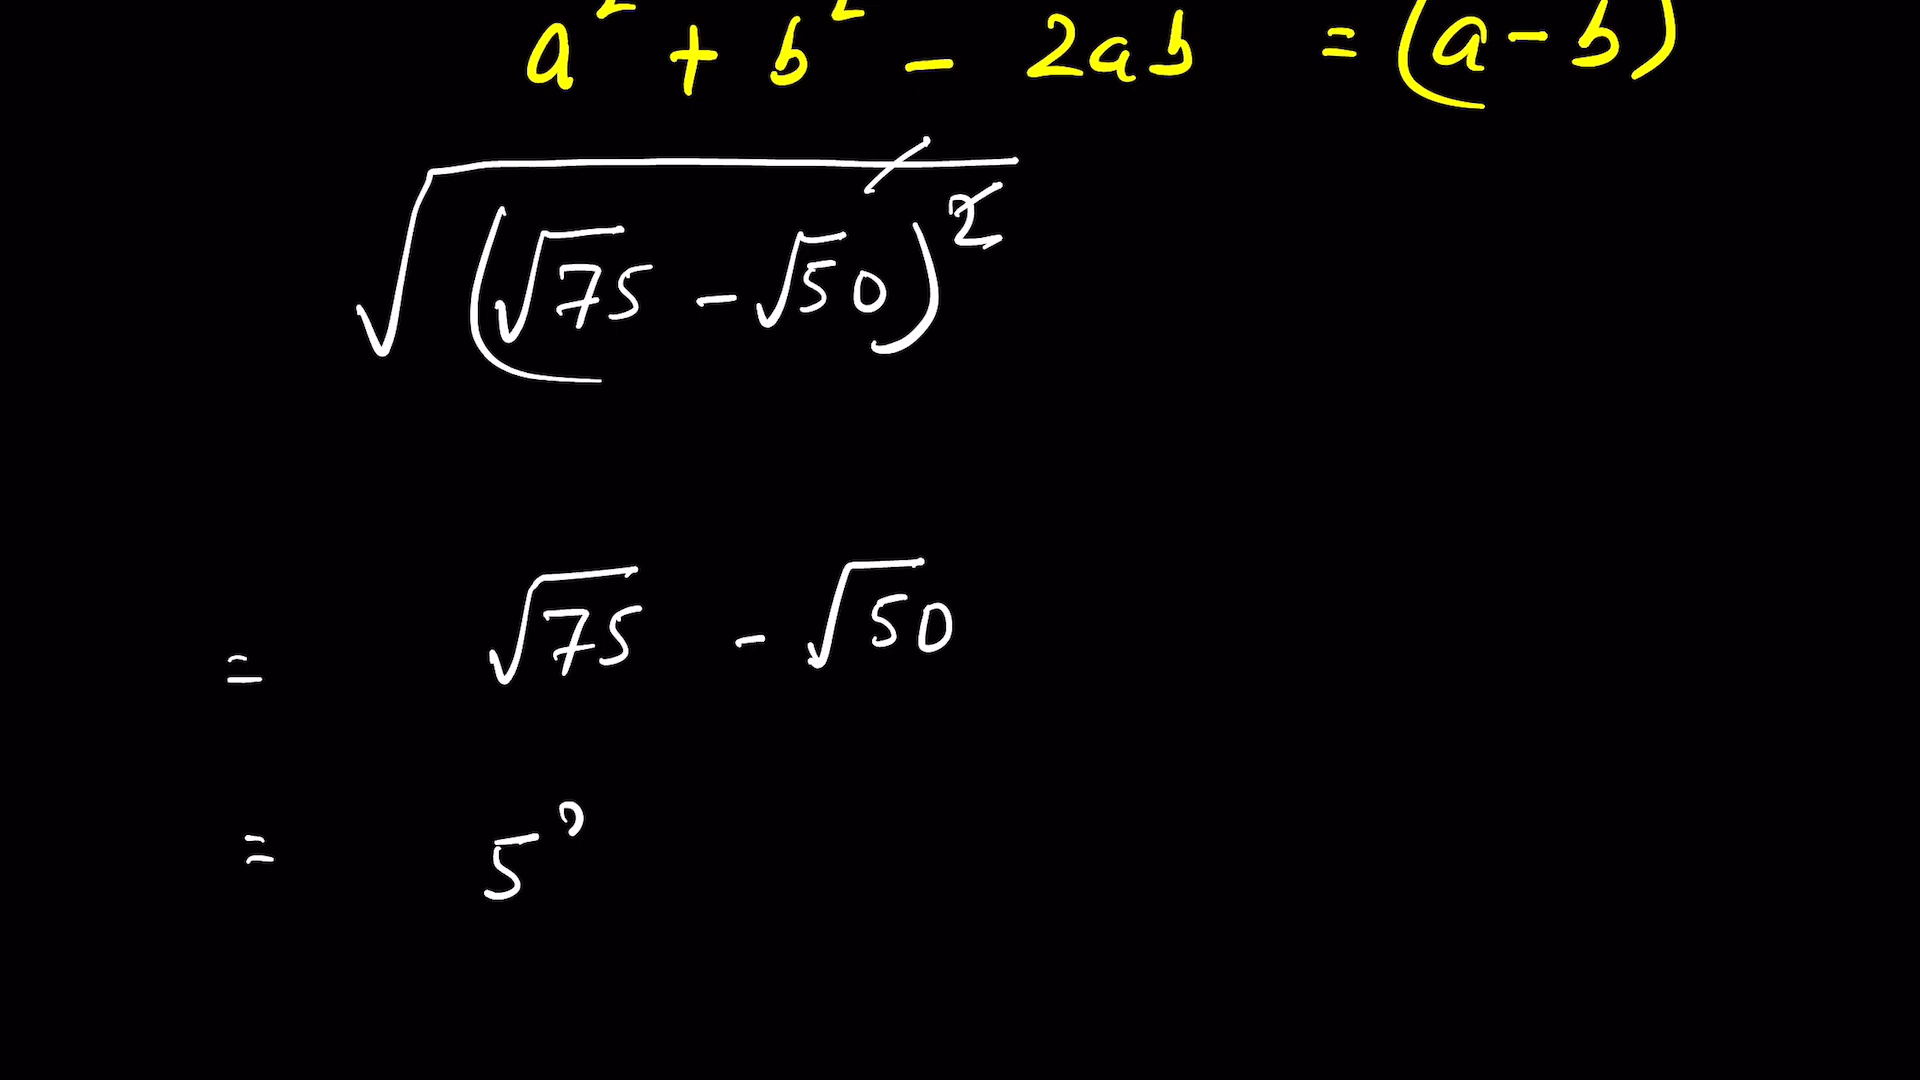 a² + b² - 2ab = (a - b)
√(√75 - √50)²
= √75 - √50
= 5